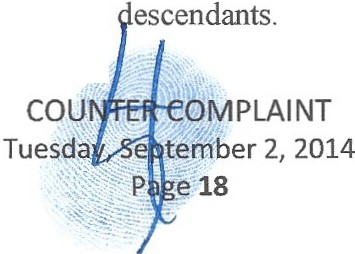 descendants.
COUNTER COMPLAINT
Tuesday, September 2, 2014
Page 18